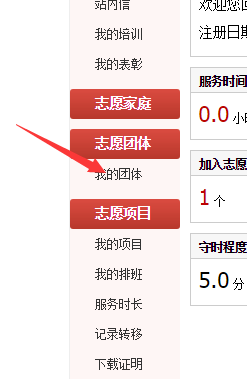 站内信
我的培训
我的表彰
志愿家庭
志愿团体
我的团体
志愿项目
我的项目
我的排班
服务时长
记录转移
下载证明
欢迎您
注册日期
服务时间
0.0 小
加入志愿
1 个
守时程度
5.0 分